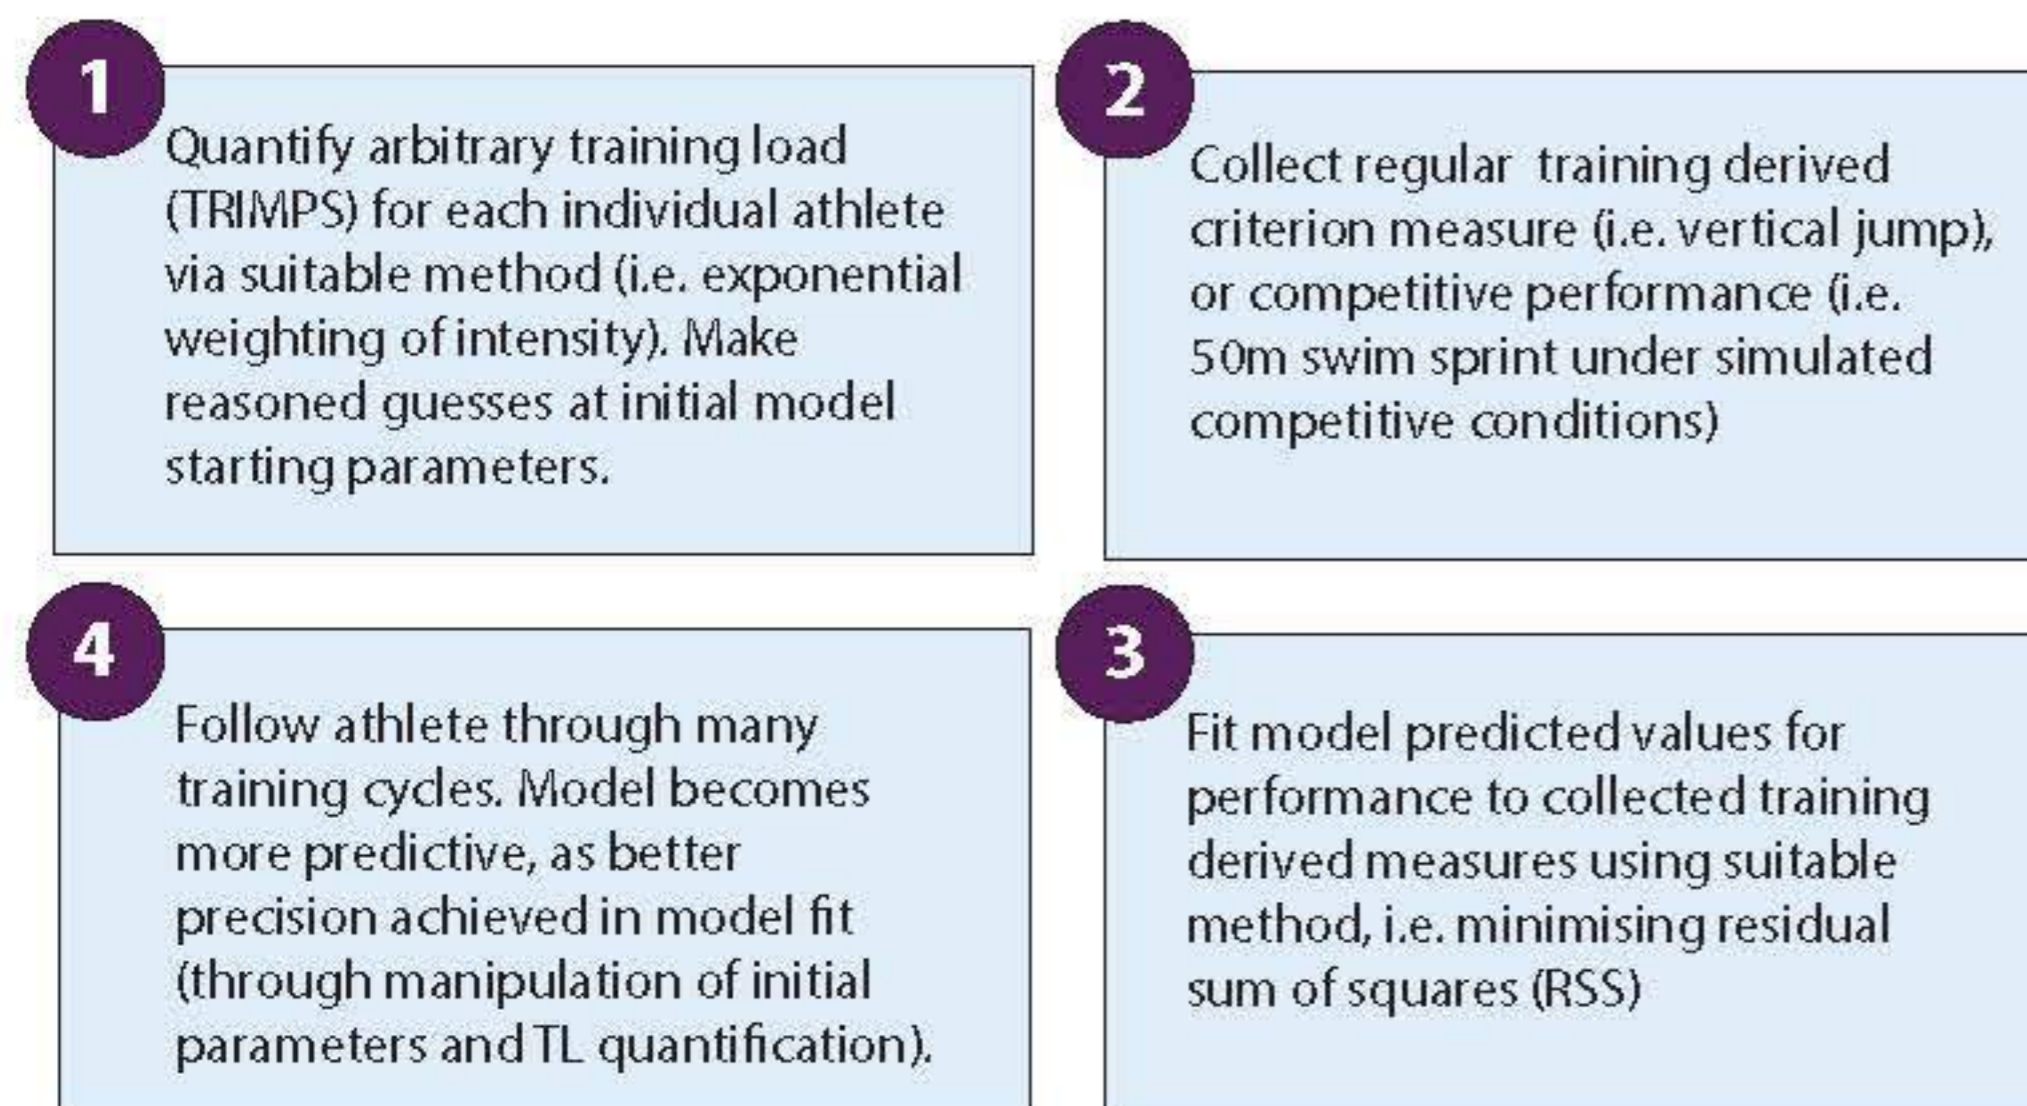 1
Quantify arbitrary training load
(TRIMPS) for each individual athlete
via suitable method (i.e. exponential
weighting of intensity). Make
reasoned guesses at initial model
starting parameters.
2
Collect regular training derived
criterion measure (i.e. vertical jump),
or competitive performance (i.e.
50m swim sprint under simulated
competitive conditions)
3
Fit model predicted values for
performance to collected training
derived measures using suitable
method, i.e. minimising residual
sum of squares (RSS)
4
Follow athlete through many
training cycles. Model becomes
more predictive, as better
precision achieved in model fit
(through manipulation of initial
parameters and TL quantification).